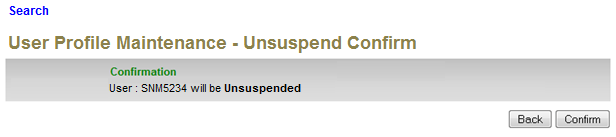 Search
User Profile Maintenance - Unsuspend Confirm
Confirmation
User : SNM5234 will be Unsuspended
Back Confirm